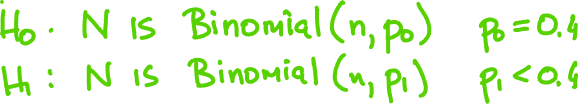 H₀. N is Binomial(n, p₀) p₀ = 0.4
H₁: N is Binomial(n, p₁) p₁ < 0.4